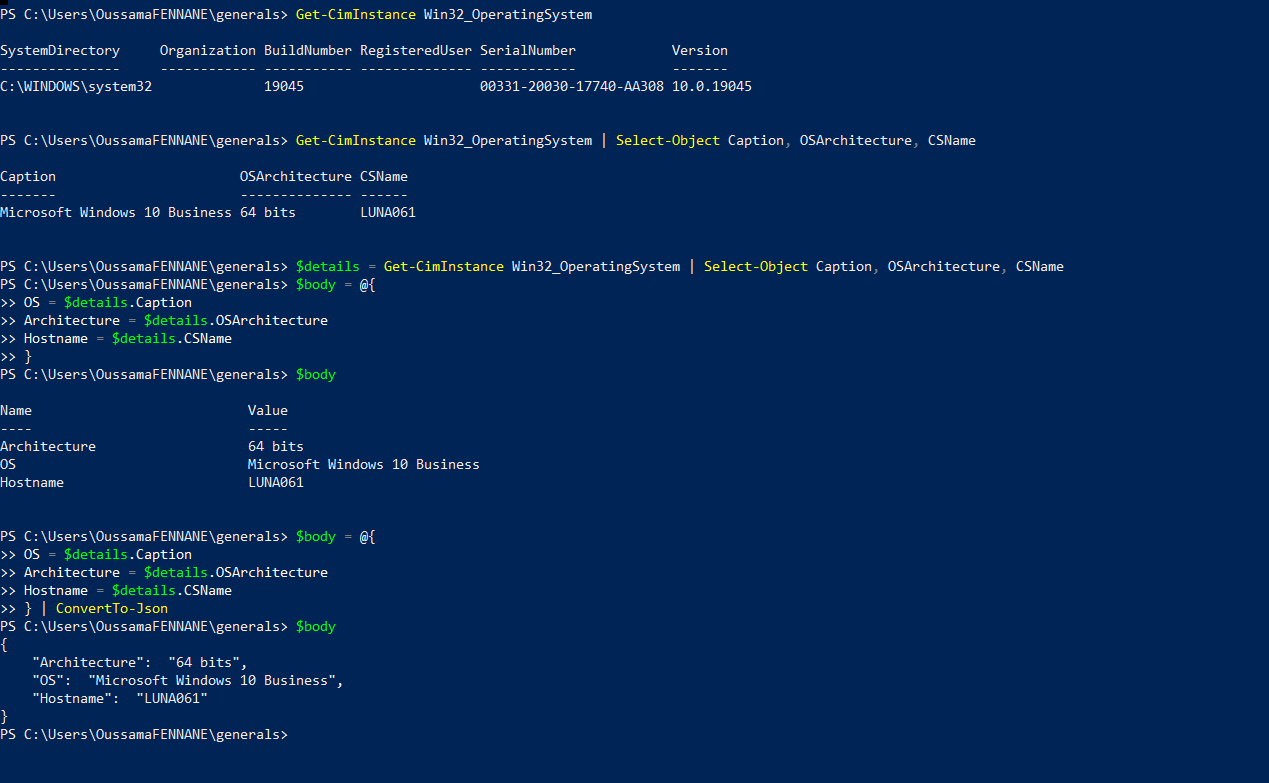 PS C:\Users\OussamaFENNANE\generals> Get-CimInstance Win32_OperatingSystem
SystemDirectory     Organization BuildNumber RegisteredUser SerialNumber            Version
---------------     ------------ ----------- -------------- ------------            -------
C:\WINDOWS\system32              19045                      00331-20030-17740-AA308 10.0.19045
PS C:\Users\OussamaFENNANE\generals> Get-CimInstance Win32_OperatingSystem | Select-Object Caption, OSArchitecture, CSName
Caption                       OSArchitecture CSName
-------                       -------------- ------
Microsoft Windows 10 Business 64 bits        LUNA061
PS C:\Users\OussamaFENNANE\generals> $details = Get-CimInstance Win32_OperatingSystem | Select-Object Caption, OSArchitecture, CSName
PS C:\Users\OussamaFENNANE\generals> $body = @{
>> OS = $details.Caption
>> Architecture = $details.OSArchitecture
>> Hostname = $details.CSName
>> }
PS C:\Users\OussamaFENNANE\generals> $body
Name                           Value
----                           -----
Architecture                   64 bits
OS                             Microsoft Windows 10 Business
Hostname                       LUNA061
PS C:\Users\OussamaFENNANE\generals> $body = @{
>> OS = $details.Caption
>> Architecture = $details.OSArchitecture
>> Hostname = $details.CSName
>> } | ConvertTo-Json
PS C:\Users\OussamaFENNANE\generals> $body
{
    "Architecture":  "64 bits",
    "OS":  "Microsoft Windows 10 Business",
    "Hostname":  "LUNA061"
}
PS C:\Users\OussamaFENNANE\generals>